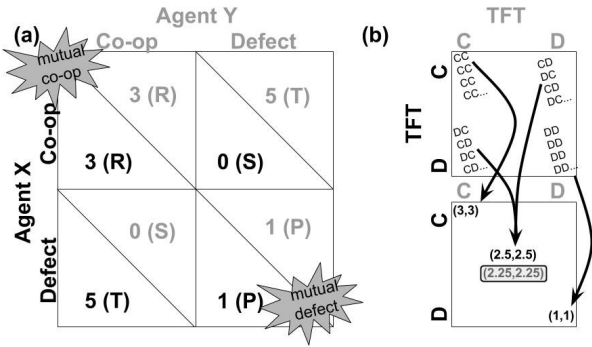 Agent Y
(a)
Co-op
Defect
mutual
co-op
Agent X
Co-op
Defect
3 (R)
3 (R)
5 (T)
0 (S)
0 (S)
5 (T)
1 (P)
1 (P)
mutual
defect
(b)
TFT
C
D
TFT
C
D
CC
CC
CC
CC...
CD
DC
CD
DC...
DC
CD
DC
CD...
DD
DD
DD
DD...
C
D
C
D
(3,3)
(2.5,2.5)
(2.25,2.25)
(1,1)